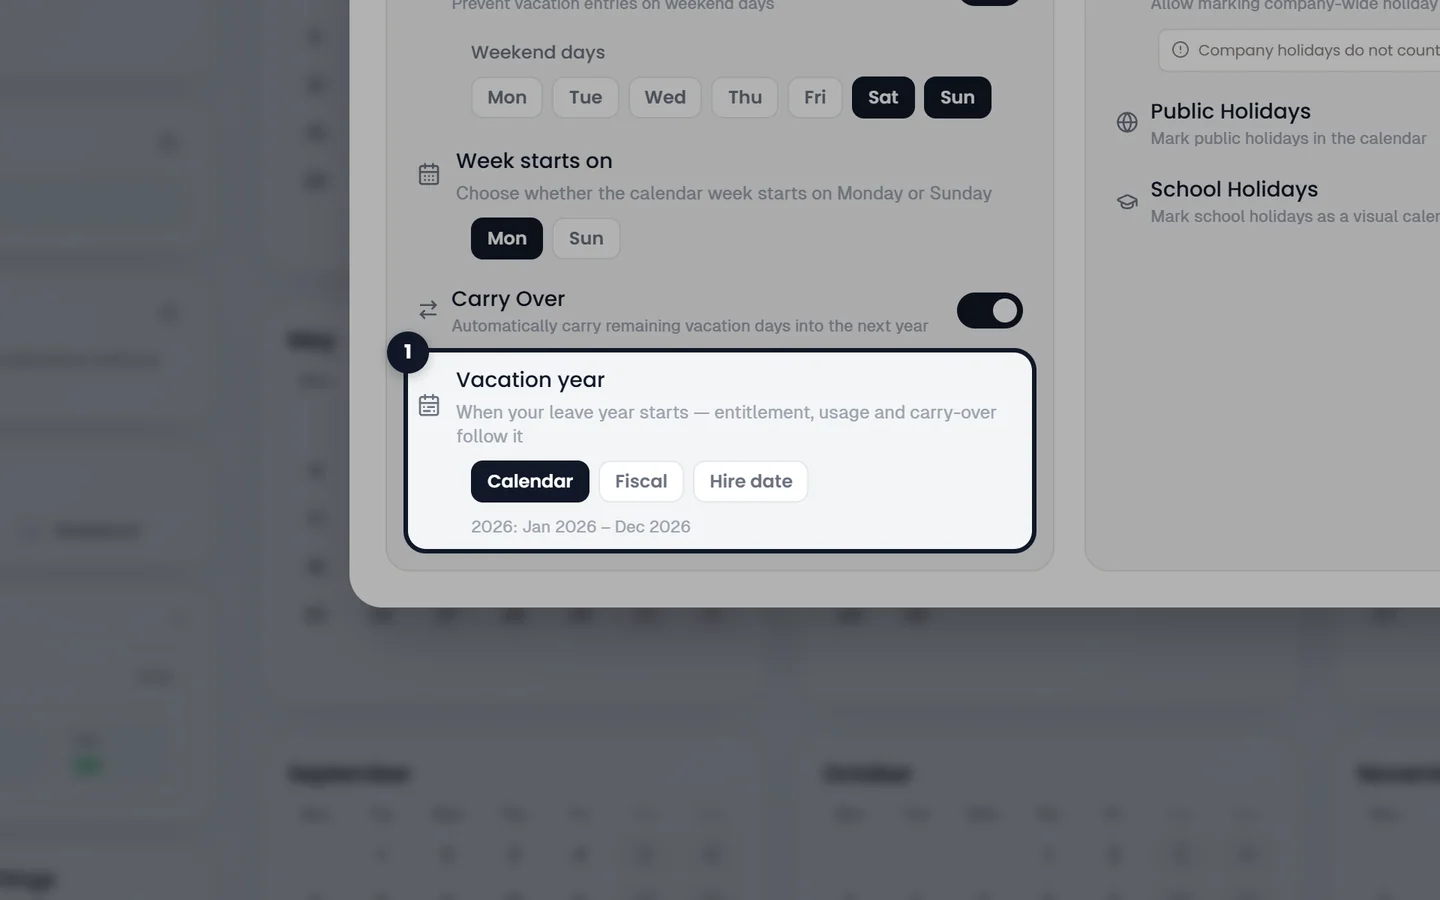 Prevent vacation entries on weekend days
Weekend days
Mon Tue Wed Thu Fri Sat Sun
Week starts on
Choose whether the calendar week starts on Monday or Sunday
Mon Sun
Carry Over
Automatically carry remaining vacation days into the next year
1
Vacation year
When your leave year starts — entitlement, usage and carry-over
follow it
Calendar Fiscal Hire date
2026: Jan 2026 – Dec 2026
Allow marking company-wide holiday
Company holidays do not count
Public Holidays
Mark public holidays in the calendar
School Holidays
Mark school holidays as a visual
May
September
October